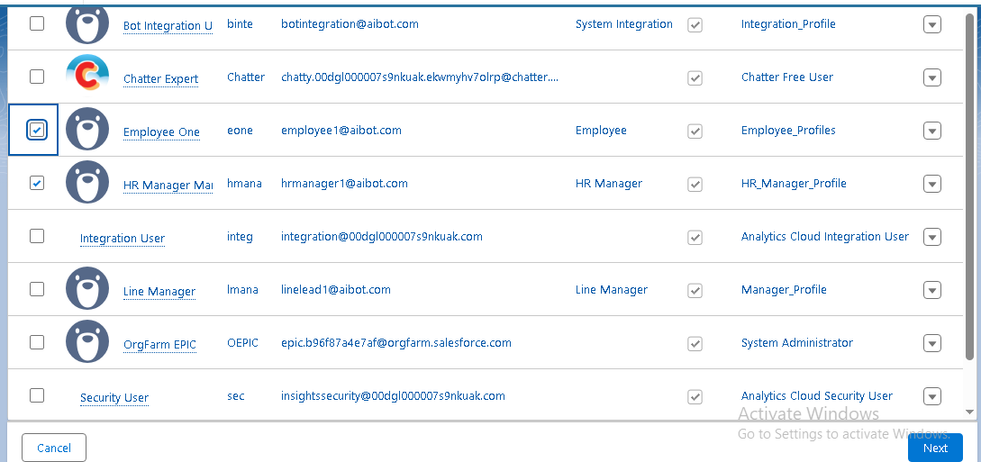 Bot Integration U binte botintegration@aibot.com System Integration Integration_Profile
Chatter Expert Chatter chatty.00dgl000007s9nkuak.ekwmyhv7olrp@chatter.... Chatter Free User
Employee One eone employee1@aibot.com Employee Employee_Profiles
HR Manager Mai hmana hrmanager1@aibot.com HR Manager HR_Manager_Profile
Integration User integ integration@00dgl000007s9nkuak.com Analytics Cloud Integration User
Line Manager lmana linelead1@aibot.com Line Manager Manager_Profile
OrgFarm EPIC OEPIC epic.b96f87a4e7af@orgfarm.salesforce.com System Administrator
Security User sec insightssecurity@00dgl000007s9nkuak.com Analytics Cloud Security User
Activate Windows
Go to Settings to activate Windows.
Cancel Next